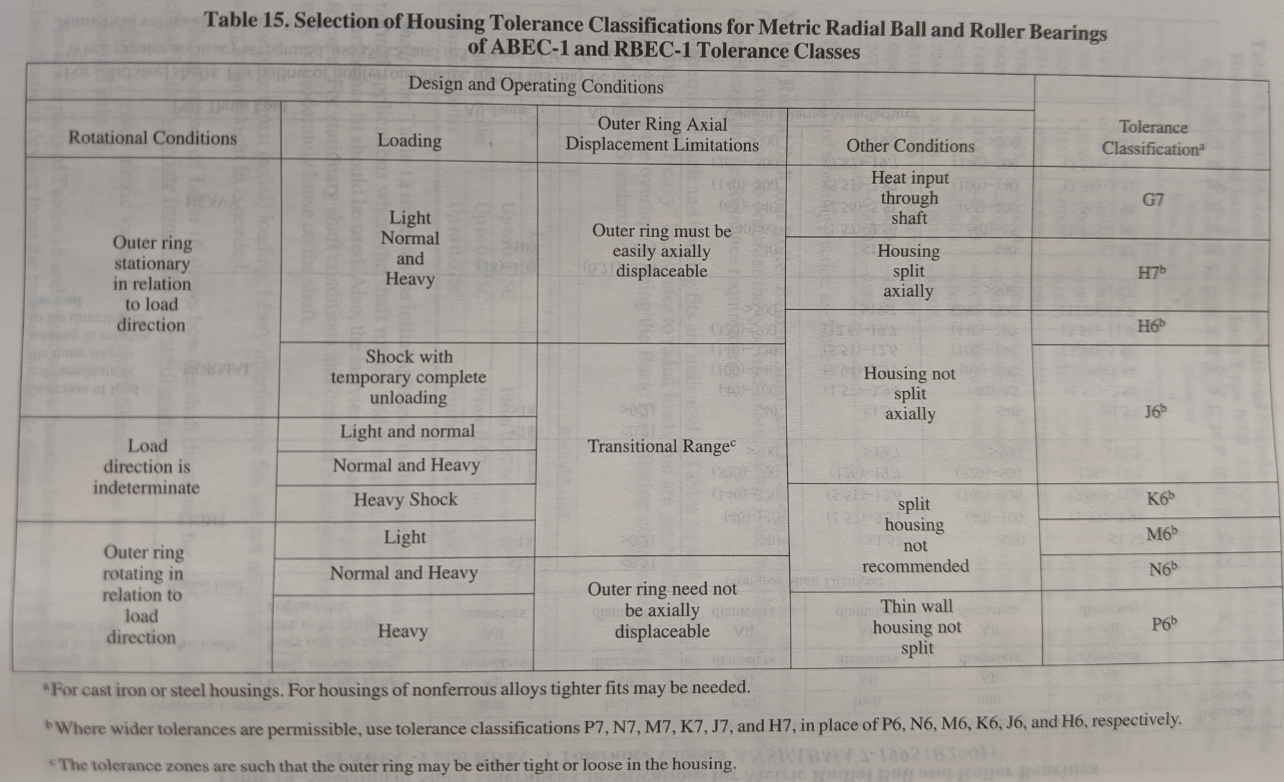 Table 15. Selection of Housing Tolerance Classifications for Metric Radial Ball and Roller Bearings
of ABEC-1 and RBEC-1 Tolerance Classes
Design and Operating Conditions
Rotational Conditions
Loading
Outer Ring Axial
Displacement Limitations
Other Conditions
Tolerance
Classificationᵃ
Outer ring
stationary
in relation
to load
direction
Light
Normal
and
Heavy
Outer ring must be
easily axially
displaceable
Heat input
through
shaft
G7
Housing
split
axially
H7ᵇ
Housing not
split
axially
H6ᵇ
Shock with
temporary complete
unloading
Transitional Rangeᶜ
J6ᵇ
Load
direction is
indeterminate
Light and normal
Normal and Heavy
Heavy Shock
split
housing
not
recommended
K6ᵇ
Outer ring
rotating in
relation to
load
direction
Light
M6ᵇ
Normal and Heavy
Outer ring need not
be axially
displaceable
N6ᵇ
Heavy
Thin wall
housing not
split
P6ᵇ
ᵃ For cast iron or steel housings. For housings of nonferrous alloys tighter fits may be needed.
ᵇ Where wider tolerances are permissible, use tolerance classifications P7, N7, M7, K7, J7, and H7, in place of P6, N6, M6, K6, J6, and H6, respectively.
ᶜ The tolerance zones are such that the outer ring may be either tight or loose in the housing.